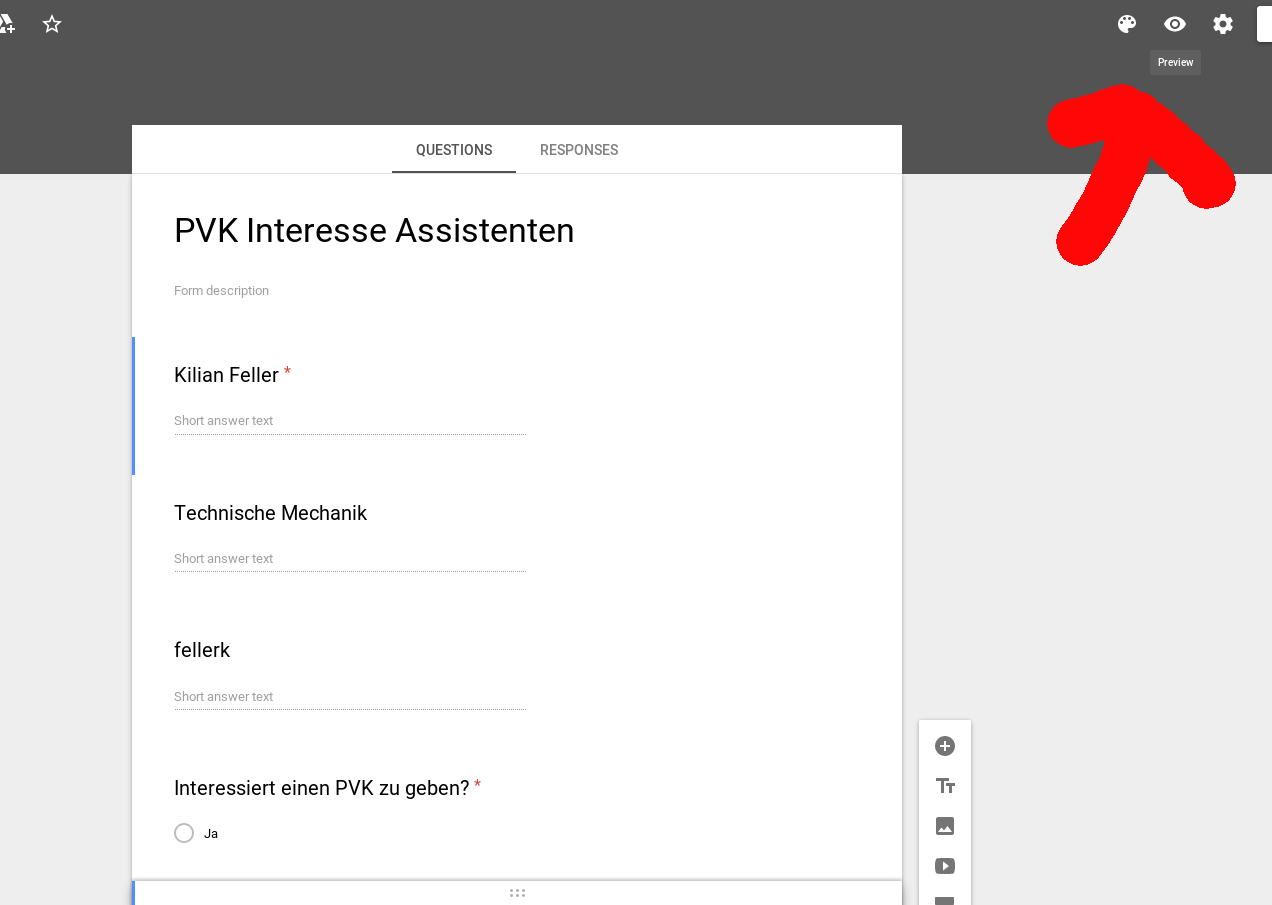 Preview
QUESTIONS RESPONSES
PVK Interesse Assistenten
Form description
Kilian Feller *
Short answer text
Technische Mechanik
Short answer text
fellerk
Short answer text
Interessiert einen PVK zu geben? *
Ja